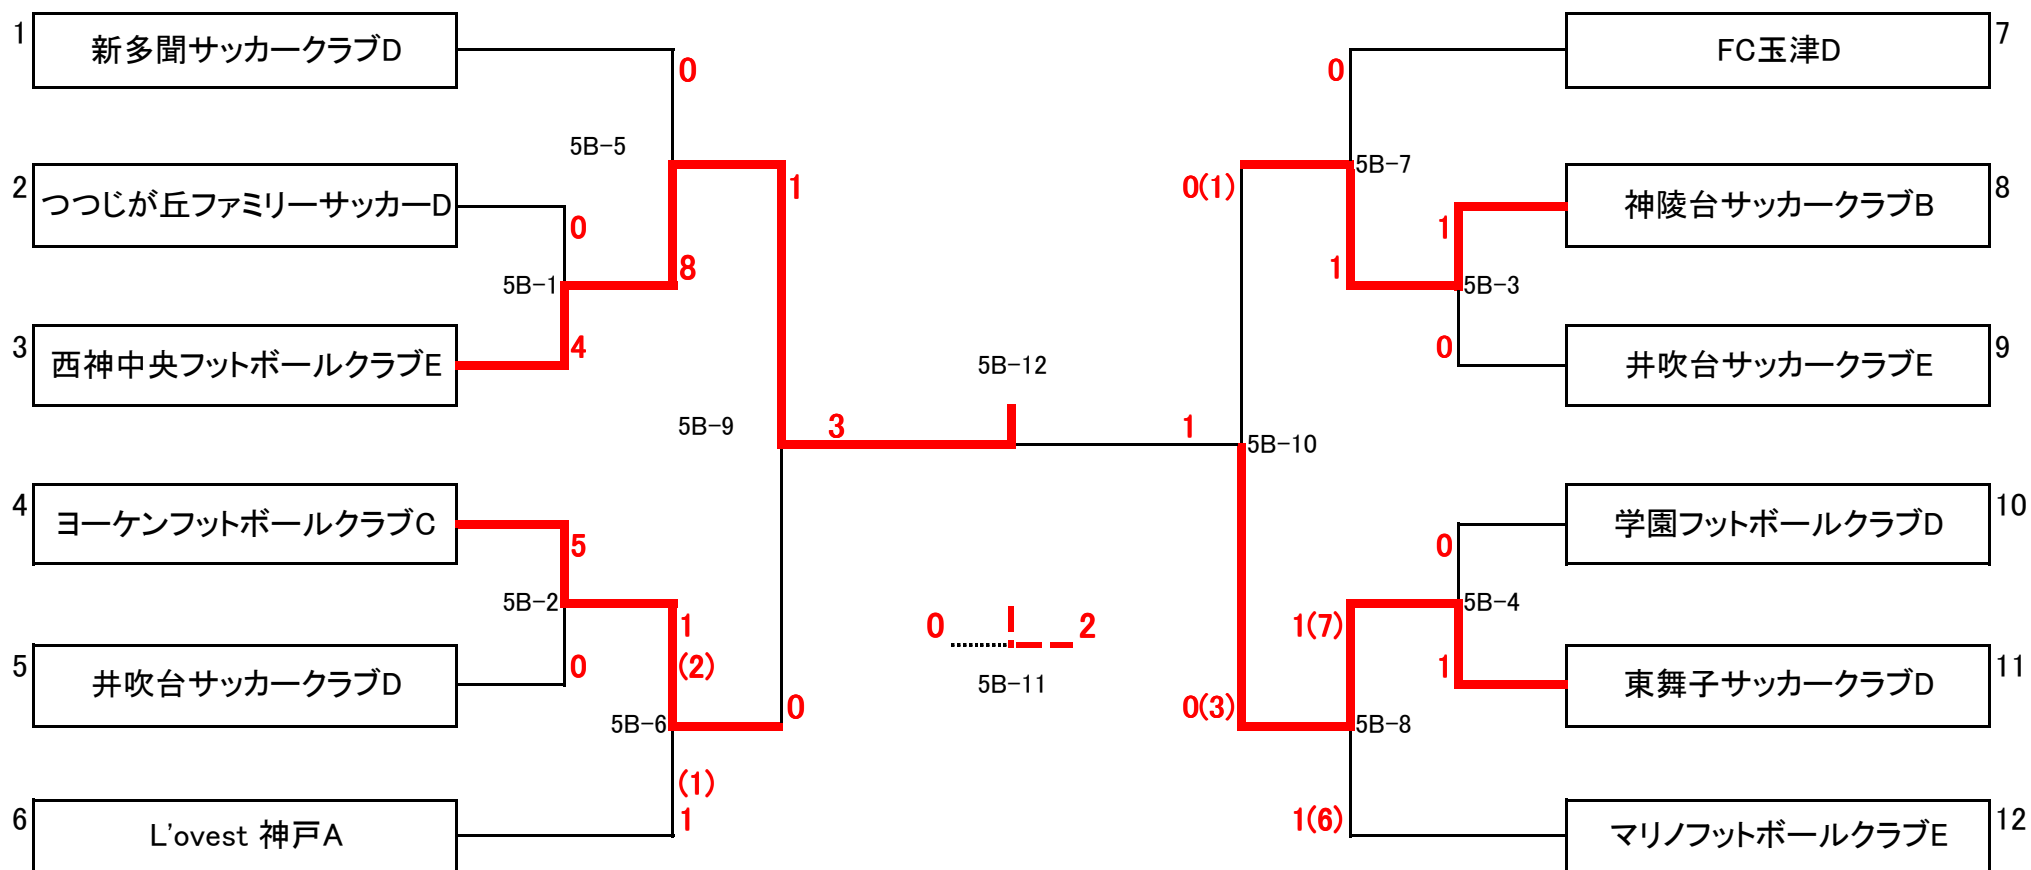 1
新多聞サッカークラブD
0
5B-5
2
つつじが丘ファミリーサッカーD
0
1
8
5B-1
3
西神中央フットボールクラブE
4
5B-9
3
5B-12
4
ヨーケンフットボールクラブC
5
5B-2
1
(2)
5
井吹台サッカークラブD
0
5B-6
0
(1)
1
6
L'ovest 神戸A
0
2
5B-11
7
FC玉津D
0
5B-7
0(1)
8
神陵台サッカークラブB
1
1
5B-3
9
井吹台サッカークラブE
0
1
5B-10
10
学園フットボールクラブD
0
5B-4
1(7)
11
東舞子サッカークラブD
1
0(3)
5B-8
1(6)
12
マリノフットボールクラブE